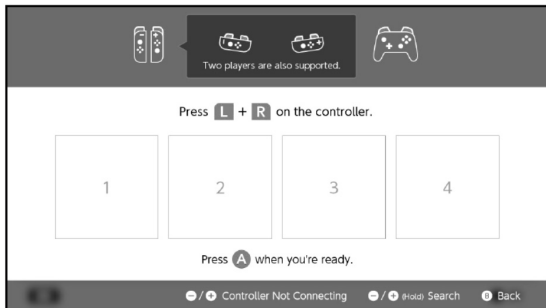 Two players are also supported.
Press L + R on the controller.
1 2 3 4
Press A when you're ready.
-/+ Controller Not Connecting -/+ (Hold) Search B Back